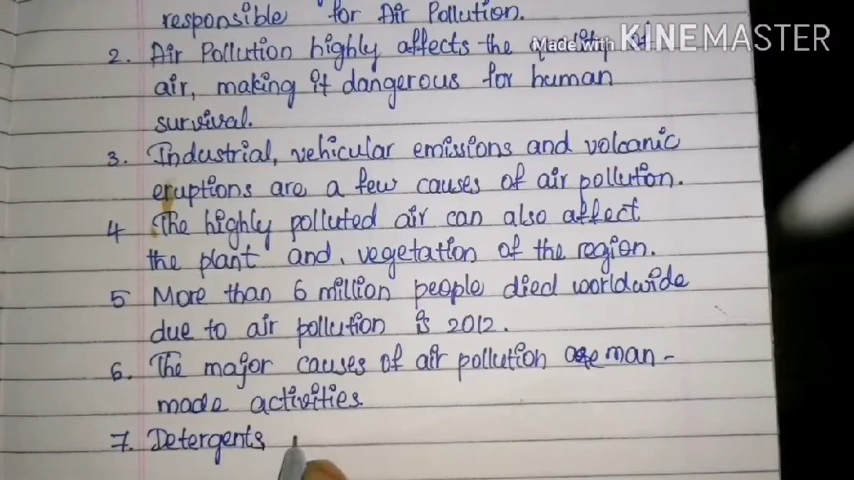 responsible for Air Pollution.
2. Air Pollution highly affects the quality of
Made with KINEMASTER
air, making it dangerous for human
survival.
3. Industrial, vehicular emissions and volcanic
eruptions are a few causes of air pollution.
4 The highly polluted air can also affect
the plant and, vegetation of the region.
5 More than 6 million people died worldwide
due to air pollution is 2012.
6. The major causes of air pollution are man-
made activities.
7. Detergents,